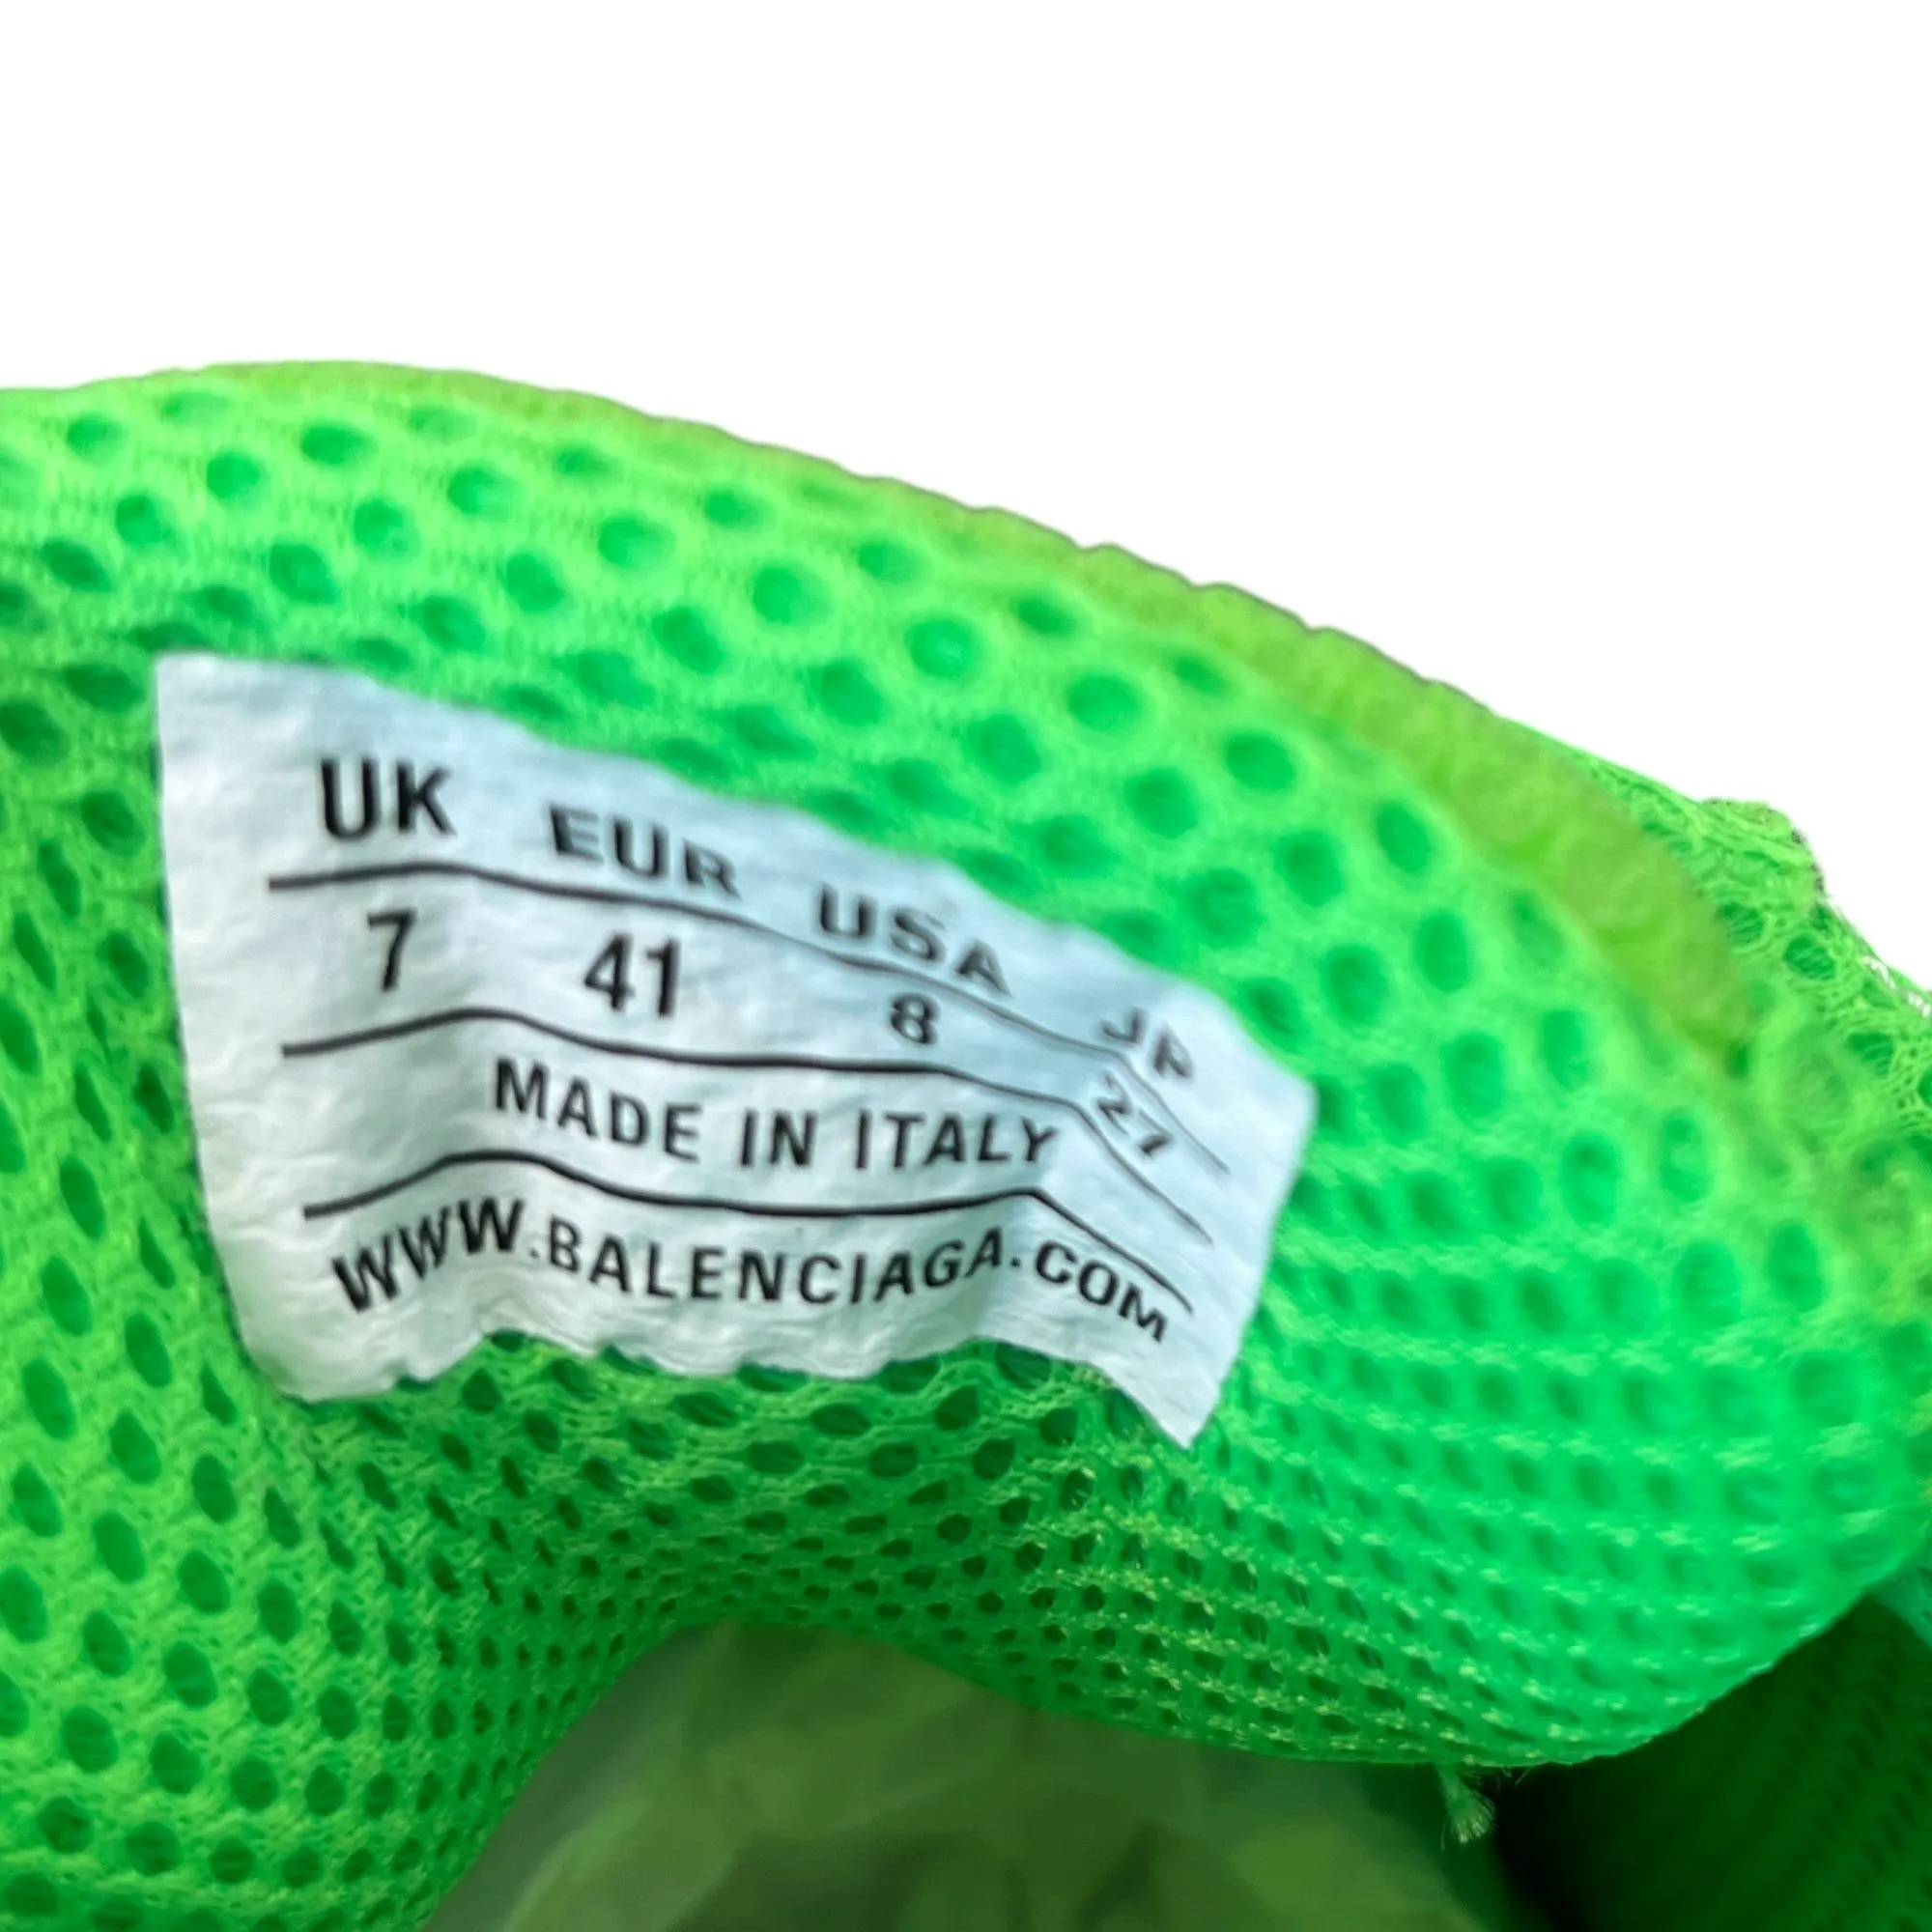 UK EUR USA JP
7 41 8 27
MADE IN ITALY
WWW.BALENCIAGA.COM